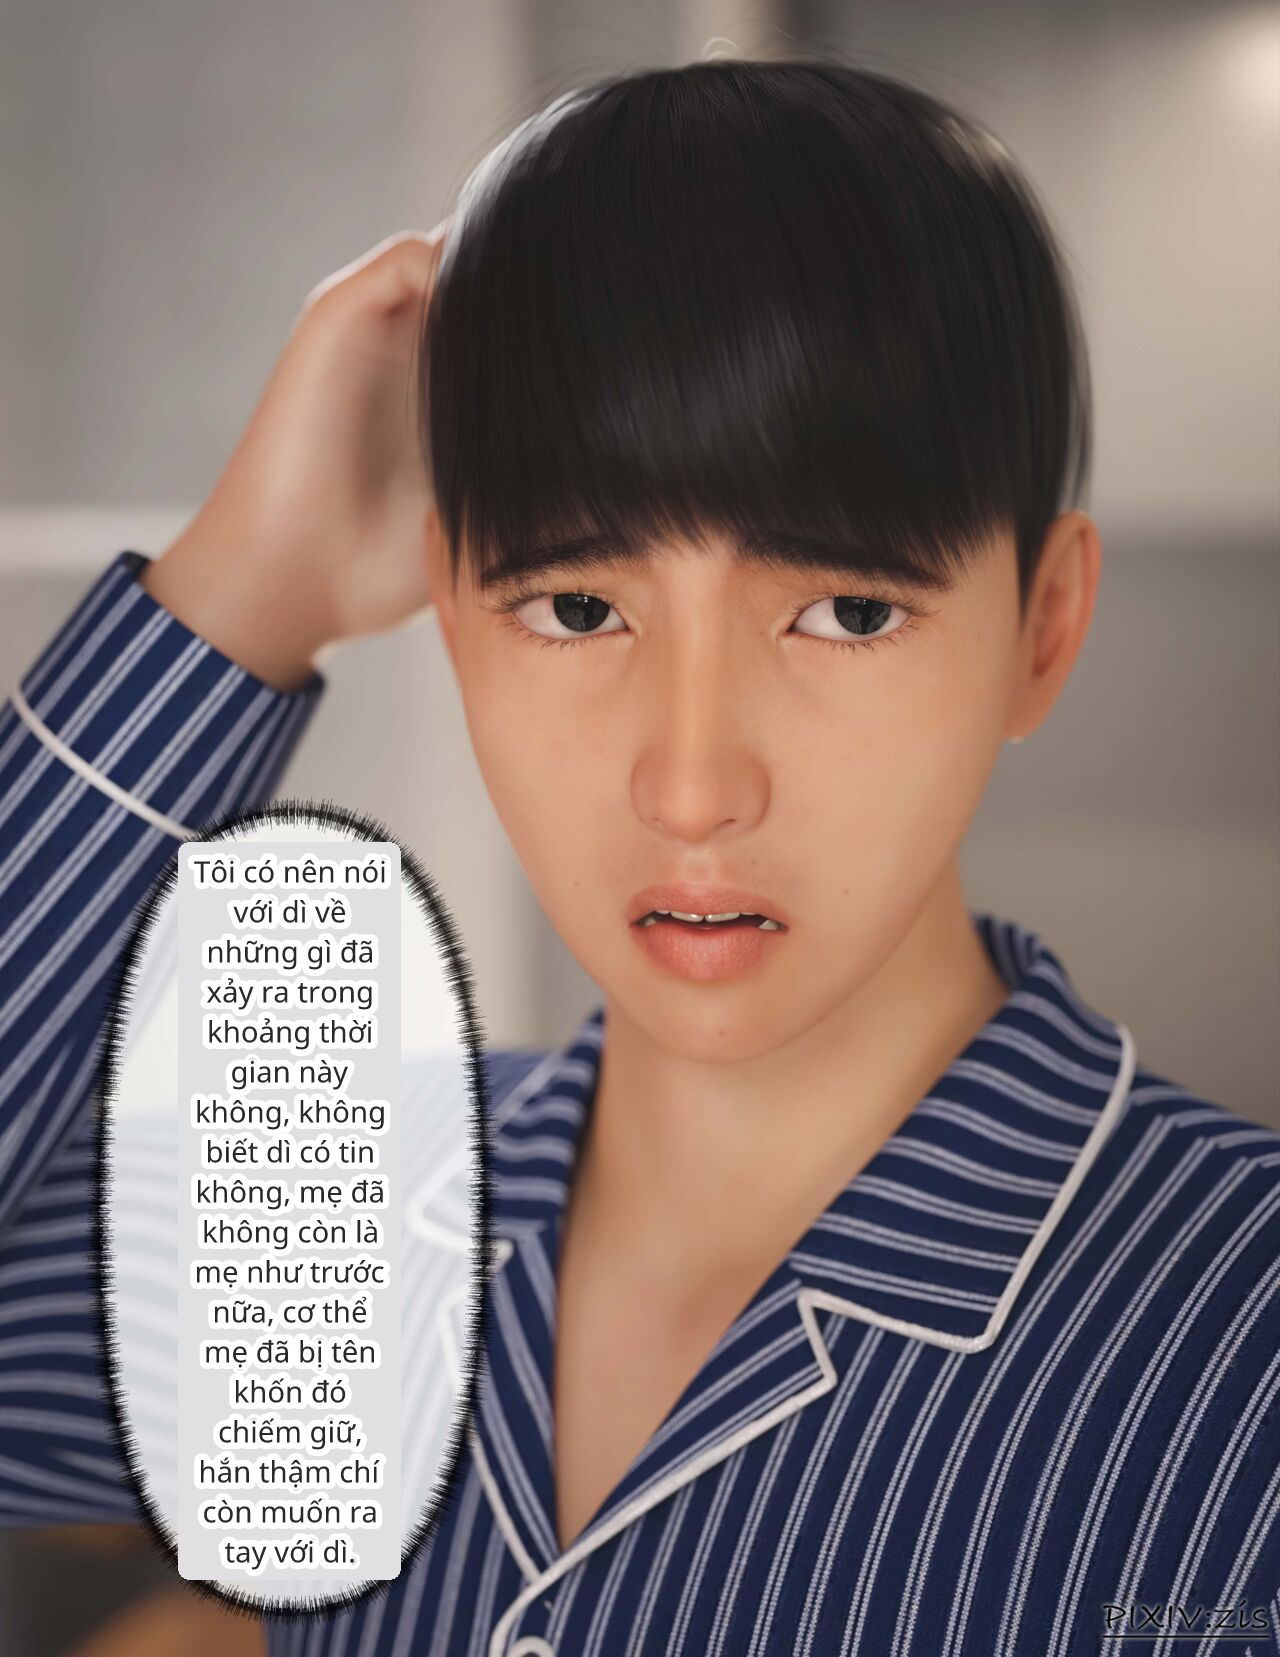 Tôi có nên nói
với dì về
những gì đã
xảy ra trong
khoảng thời
gian này
không, không
biết dì có tin
không, mẹ đã
không còn là
mẹ như trước
nữa, cơ thể
mẹ đã bị tên
khốn đó
chiếm giữ,
hắn thậm chí
còn muốn ra
tay với dì.
PIXIV:zis